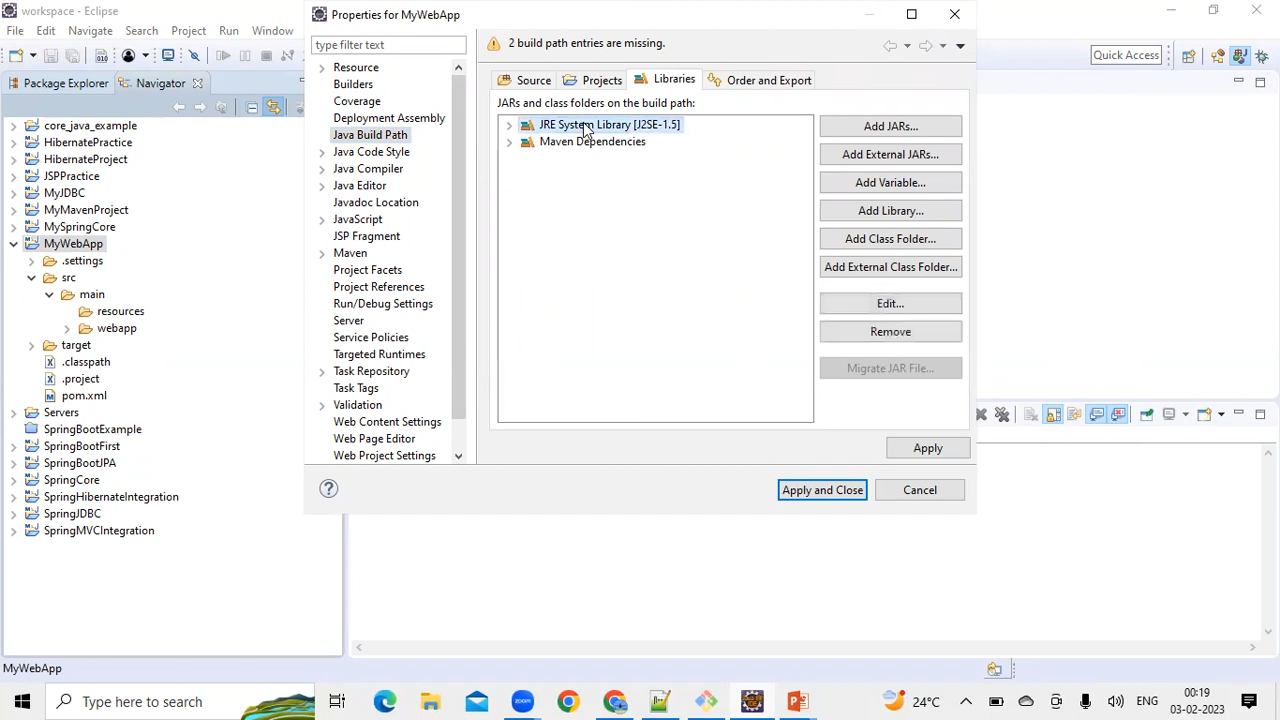 workspace - Eclipse
File Edit Navigate Search Project Run Window
Quick Access
Package Explorer
Navigator
core_java_example
HibernatePractice
HibernateProject
JSPPractice
MyJDBC
MyMavenProject
MySpringCore
MyWebApp
.settings
src
main
resources
webapp
target
.classpath
.project
pom.xml
Servers
SpringBootExample
SpringBootFirst
SpringBootJPA
SpringCore
SpringHibernateIntegration
SpringJDBC
SpringMVCIntegration
Properties for MyWebApp
type filter text
Resource
Builders
Coverage
Deployment Assembly
Java Build Path
Java Code Style
Java Compiler
Java Editor
Javadoc Location
JavaScript
JSP Fragment
Maven
Project Facets
Project References
Run/Debug Settings
Server
Service Policies
Targeted Runtimes
Task Repository
Task Tags
Validation
Web Content Settings
Web Page Editor
Web Project Settings
2 build path entries are missing.
Source Projects Libraries Order and Export
JARs and class folders on the build path:
JRE System Library [J2SE-1.5]
Maven Dependencies
Add JARs...
Add External JARs...
Add Variable...
Add Library...
Add Class Folder...
Add External Class Folder...
Edit...
Remove
Migrate JAR File...
Apply
Apply and Close
Cancel
MyWebApp
Type here to search
zoom
24°C
ENG
00:19
03-02-2023